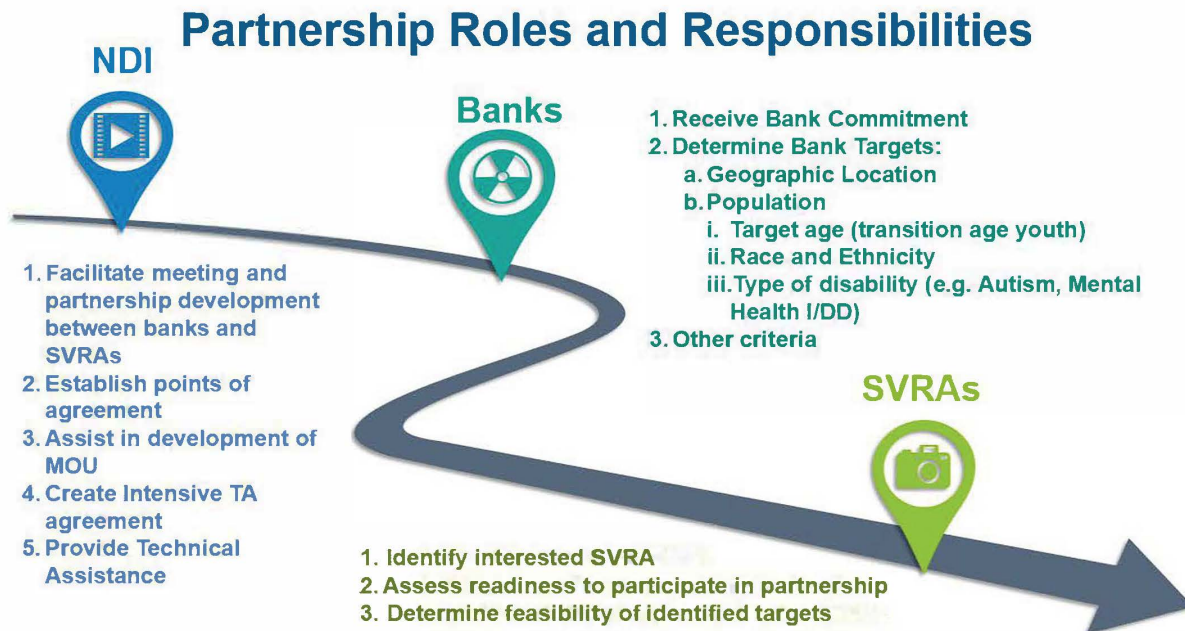 Partnership Roles and Responsibilities
NDI
1. Facilitate meeting and
partnership development
between banks and
SVRAs
2. Establish points of
agreement
3. Assist in development of
MOU
4. Create Intensive TA
agreement
5. Provide Technical
Assistance
Banks
1. Receive Bank Commitment
2. Determine Bank Targets:
a. Geographic Location
b. Population
i. Target age (transition age youth)
ii. Race and Ethnicity
iii. Type of disability (e.g. Autism, Mental
Health I/DD)
3. Other criteria
SVRAs
1. Identify interested SVRA
2. Assess readiness to participate in partnership
3. Determine feasibility of identified targets